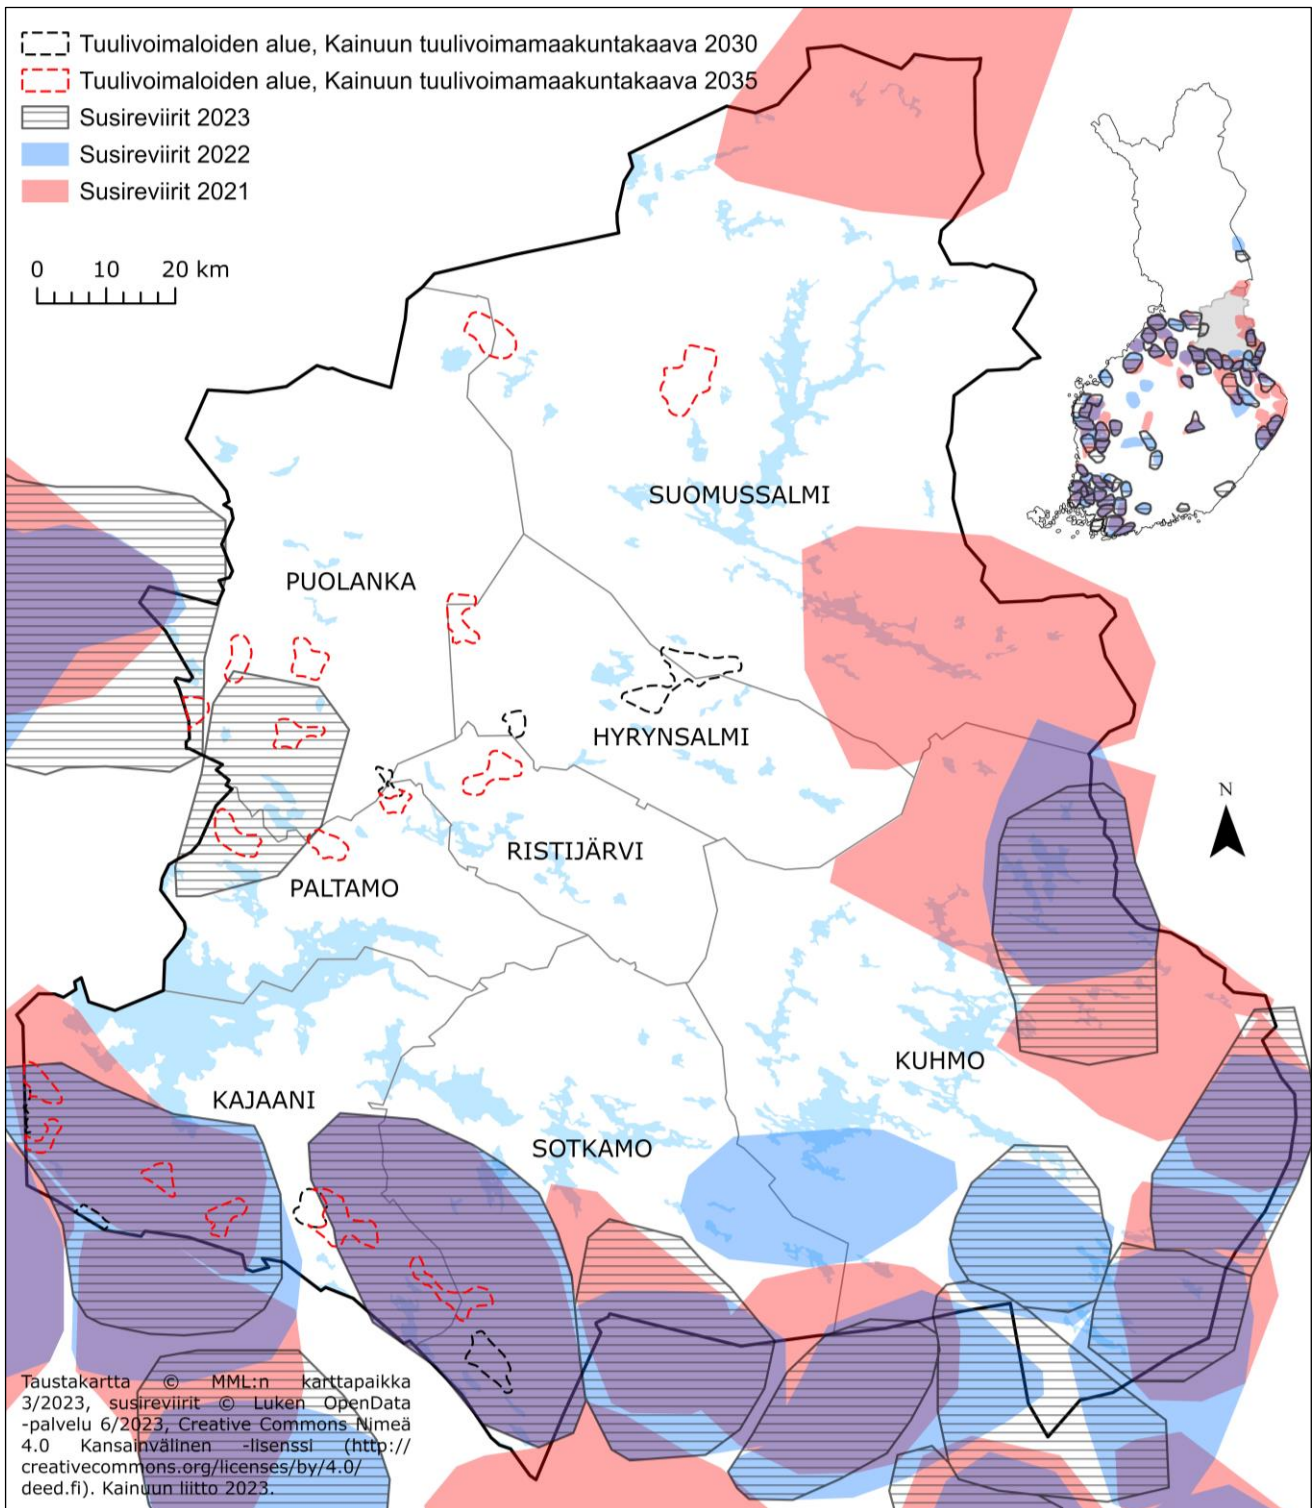 Tuulivoimaloiden alue, Kainuun tuulivoimamaakuntakaava 2030
Tuulivoimaloiden alue, Kainuun tuulivoimamaakuntakaava 2035
Susireviirit 2023
Susireviirit 2022
Susireviirit 2021
0 10 20 km
SUOMUSSALMI
PUOLANKA
HYRYNSALMI
N
RISTIJÄRVI
PALTAMO
KUHMO
KAJAANI
SOTKAMO
Taustakartta © MML:n karttapaikka
3/2023, susireviirit © Luken OpenData
-palvelu 6/2023, Creative Commons Nimeä
4.0 Kansainvälinen -lisenssi (http://
creativecommons.org/licenses/by/4.0/
deed.fi). Kainuun liitto 2023.